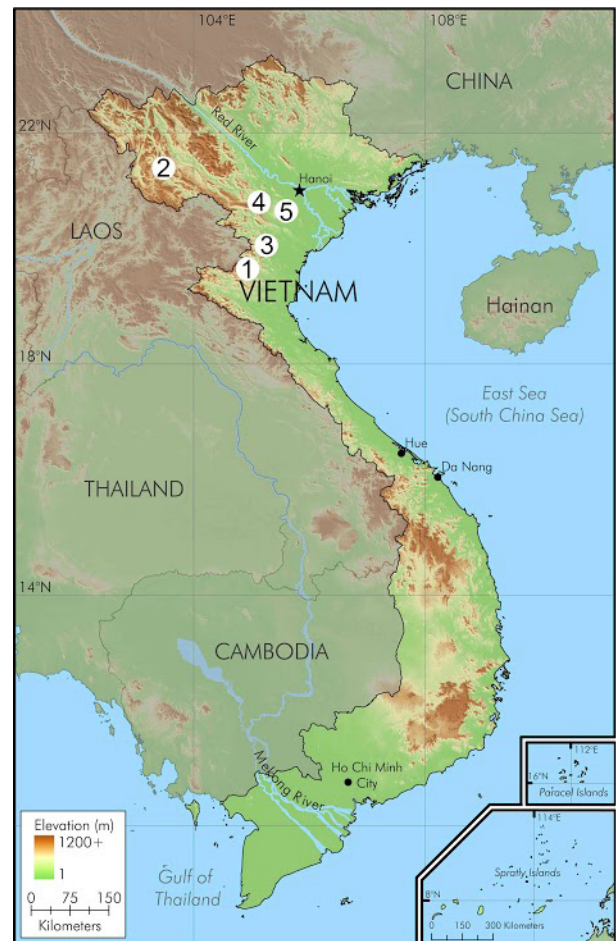 104°E
108°E
CHINA
22°N
Red River
Hanoi
2
4
5
LAOS
3
1
VIETNAM
Hainan
18°N
East Sea
(South China Sea)
Hue
Da Nang
THAILAND
14°N
CAMBODIA
Mekong River
Ho Chi Minh
City
112°E
16°N
Paracel Islands
114°E
Elevation (m)
1200+
1
0 75 150
Kilometers
Gulf of
Thailand
Spratly Islands
8°N
0 150 300 Kilometers